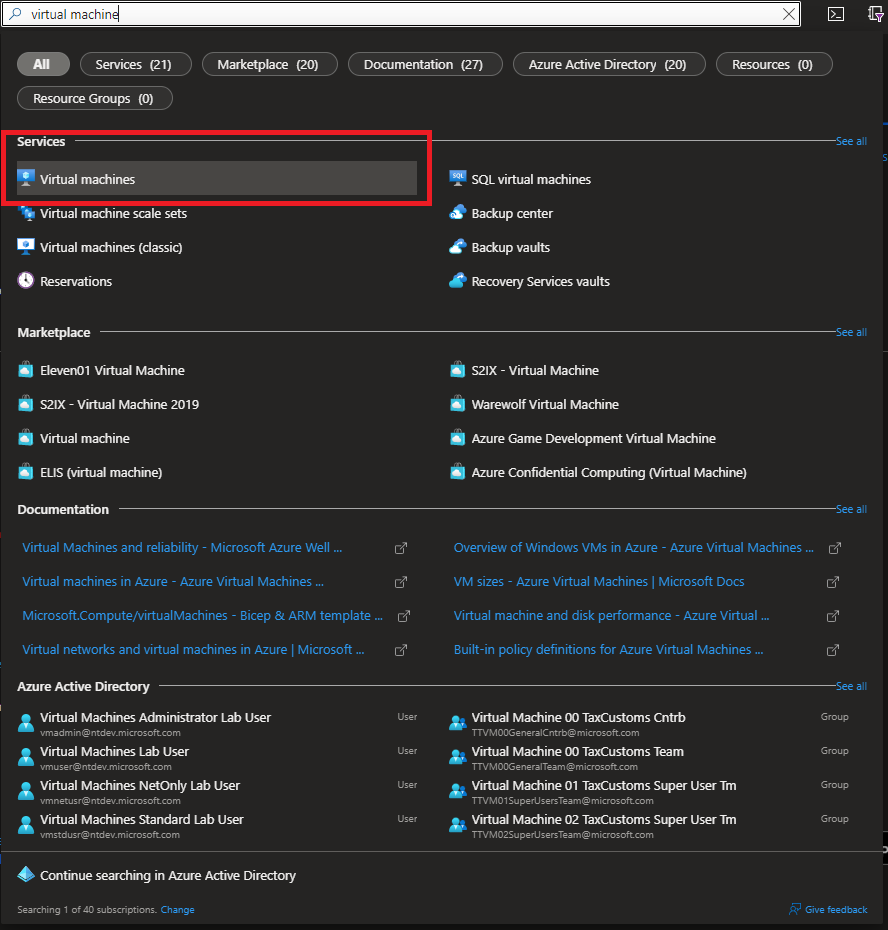 virtual machine
All
Services (21)
Marketplace (20)
Documentation (27)
Azure Active Directory (20)
Resources (0)
Resource Groups (0)
Services
See all
Virtual machines
SQL virtual machines
Virtual machine scale sets
Backup center
Virtual machines (classic)
Backup vaults
Reservations
Recovery Services vaults
Marketplace
See all
Eleven01 Virtual Machine
S2IX - Virtual Machine
S2IX - Virtual Machine 2019
Warewolf Virtual Machine
Virtual machine
Azure Game Development Virtual Machine
ELIS (virtual machine)
Azure Confidential Computing (Virtual Machine)
Documentation
See all
Virtual Machines and reliability - Microsoft Azure Well ...
Overview of Windows VMs in Azure - Azure Virtual Machines ...
Virtual machines in Azure - Azure Virtual Machines ...
VM sizes - Azure Virtual Machines | Microsoft Docs
Microsoft.Compute/virtualMachines - Bicep & ARM template ...
Virtual machine and disk performance - Azure Virtual ...
Virtual networks and virtual machines in Azure | Microsoft ...
Built-in policy definitions for Azure Virtual Machines ...
Azure Active Directory
See all
Virtual Machines Administrator Lab User
User
vmadmin@ntdev.microsoft.com
Virtual Machine 00 TaxCustoms Cntrb
Group
TTVM00GeneralCntrb@microsoft.com
Virtual Machines Lab User
User
vmuser@ntdev.microsoft.com
Virtual Machine 00 TaxCustoms Team
Group
TTVM00GeneralTeam@microsoft.com
Virtual Machines NetOnly Lab User
User
vmnetusr@ntdev.microsoft.com
Virtual Machine 01 TaxCustoms Super User Tm
Group
TTVM01SuperUsersTeam@microsoft.com
Virtual Machines Standard Lab User
User
vmstdusr@ntdev.microsoft.com
Virtual Machine 02 TaxCustoms Super User Tm
Group
TTVM02SuperUsersTeam@microsoft.com
Continue searching in Azure Active Directory
Searching 1 of 40 subscriptions. Change
Give feedback